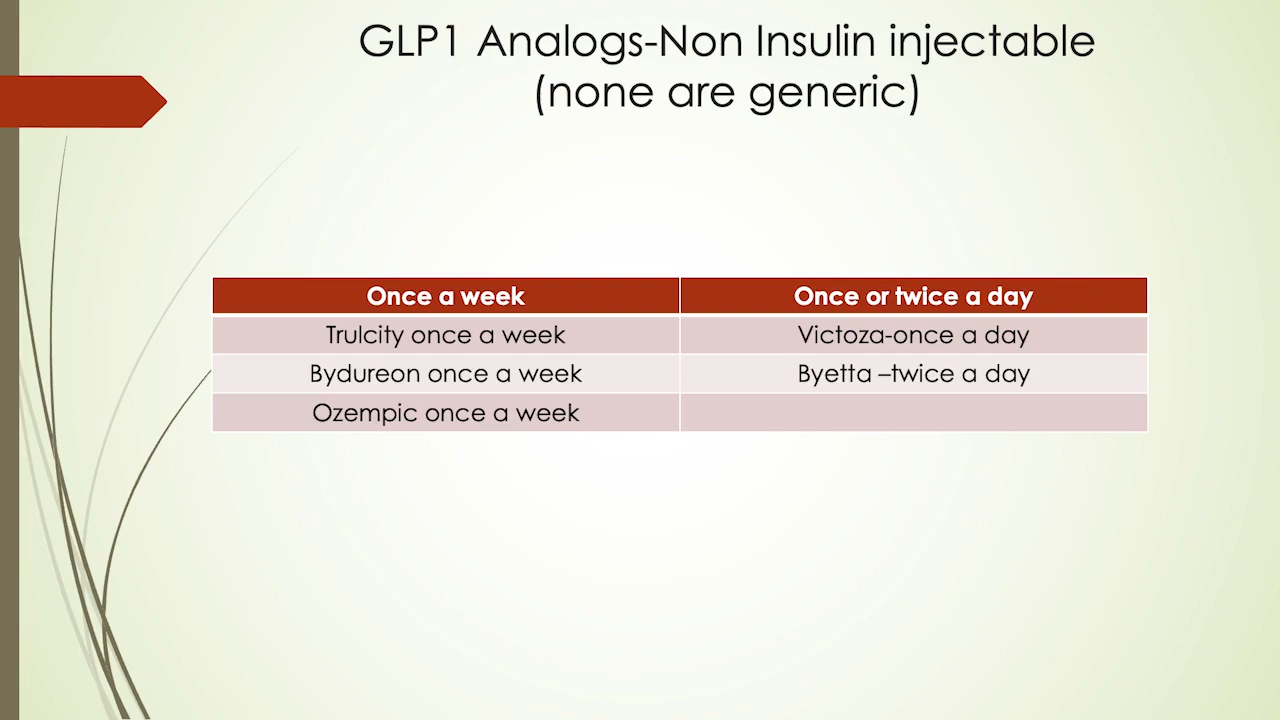 GLP1 Analogs-Non Insulin injectable
(none are generic)
Once a week
Once or twice a day
Trulcity once a week
Victoza-once a day
Bydureon once a week
Byetta –twice a day
Ozempic once a week